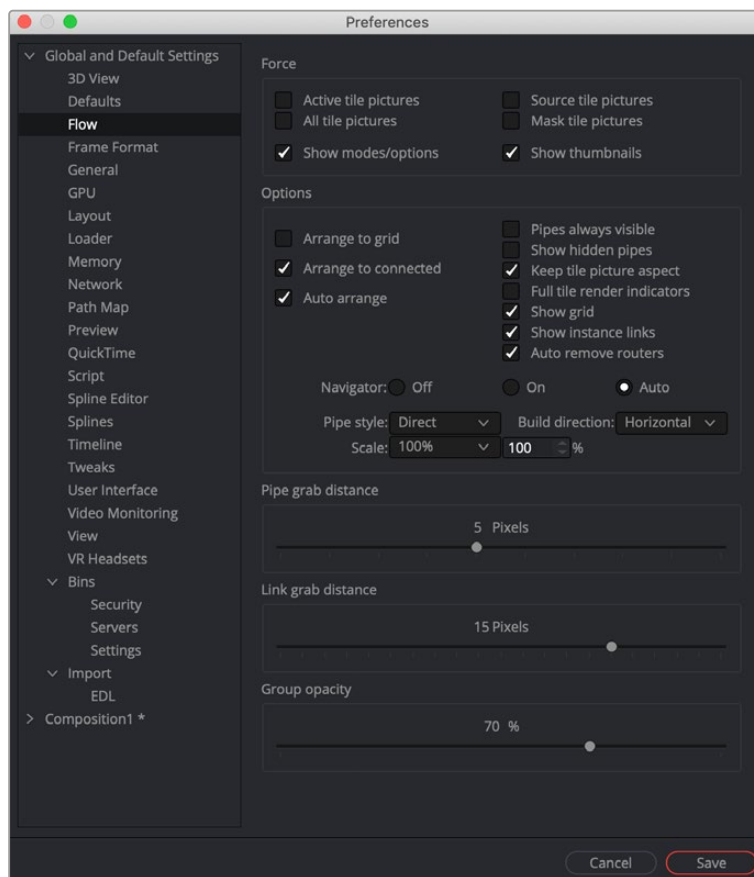 Preferences
Global and Default Settings
3D View
Defaults
Flow
Frame Format
General
GPU
Layout
Loader
Memory
Network
Path Map
Preview
QuickTime
Script
Spline Editor
Splines
Timeline
Tweaks
User Interface
Video Monitoring
View
VR Headsets
Bins
Security
Servers
Settings
Import
EDL
Composition1 *
Force
Active tile pictures
Source tile pictures
All tile pictures
Mask tile pictures
Show modes/options
Show thumbnails
Options
Arrange to grid
Arrange to connected
Auto arrange
Pipes always visible
Show hidden pipes
Keep tile picture aspect
Full tile render indicators
Show grid
Show instance links
Auto remove routers
Navigator: Off On Auto
Pipe style: Direct Build direction: Horizontal
Scale: 100% 100 %
Pipe grab distance
5 Pixels
Link grab distance
15 Pixels
Group opacity
70 %
Cancel Save